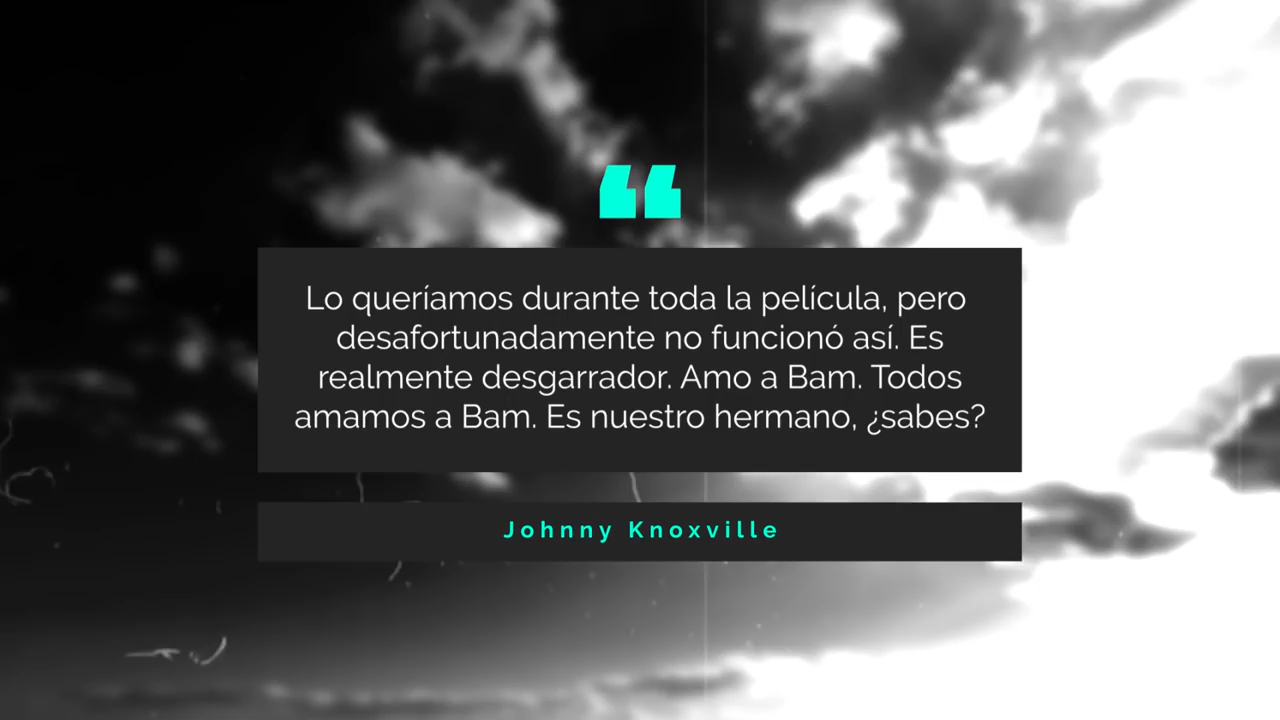 Lo queríamos durante toda la película, pero
desafortunadamente no funcionó así. Es
realmente desgarrador. Amo a Bam. Todos
amamos a Bam. Es nuestro hermano, ¿sabes?
Johnny Knoxville